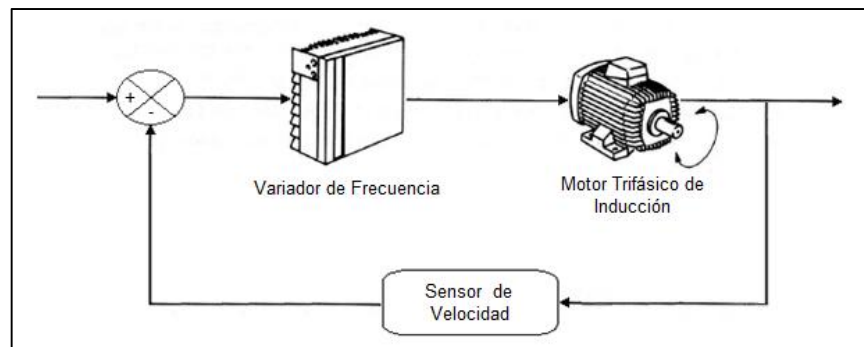 +
-
Variador de Frecuencia
Motor Trifásico de
Inducción
Sensor de
Velocidad